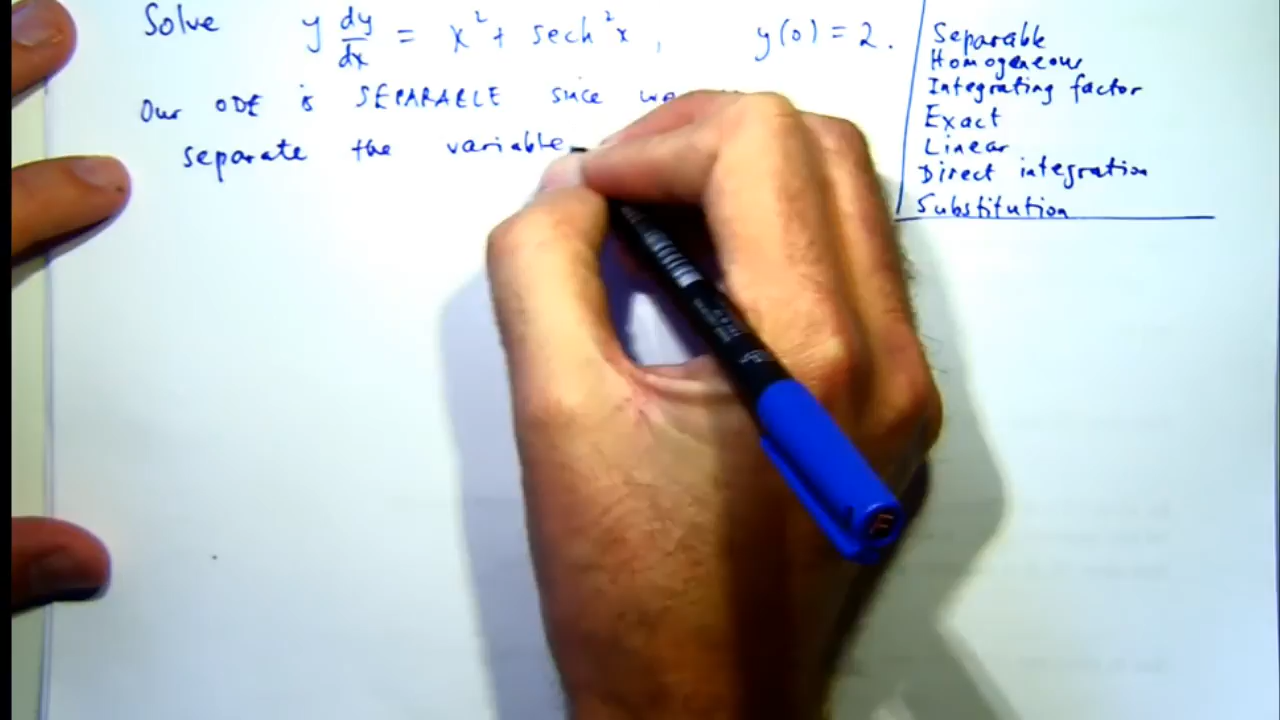 Solve y dy/dx = x² + sech²x , y(0) = 2 .
Our ODE is SEPARABLE since
separate the variable
Separable
Homogeneous
Integrating factor
Exact
Linear
Direct integration
Substitution